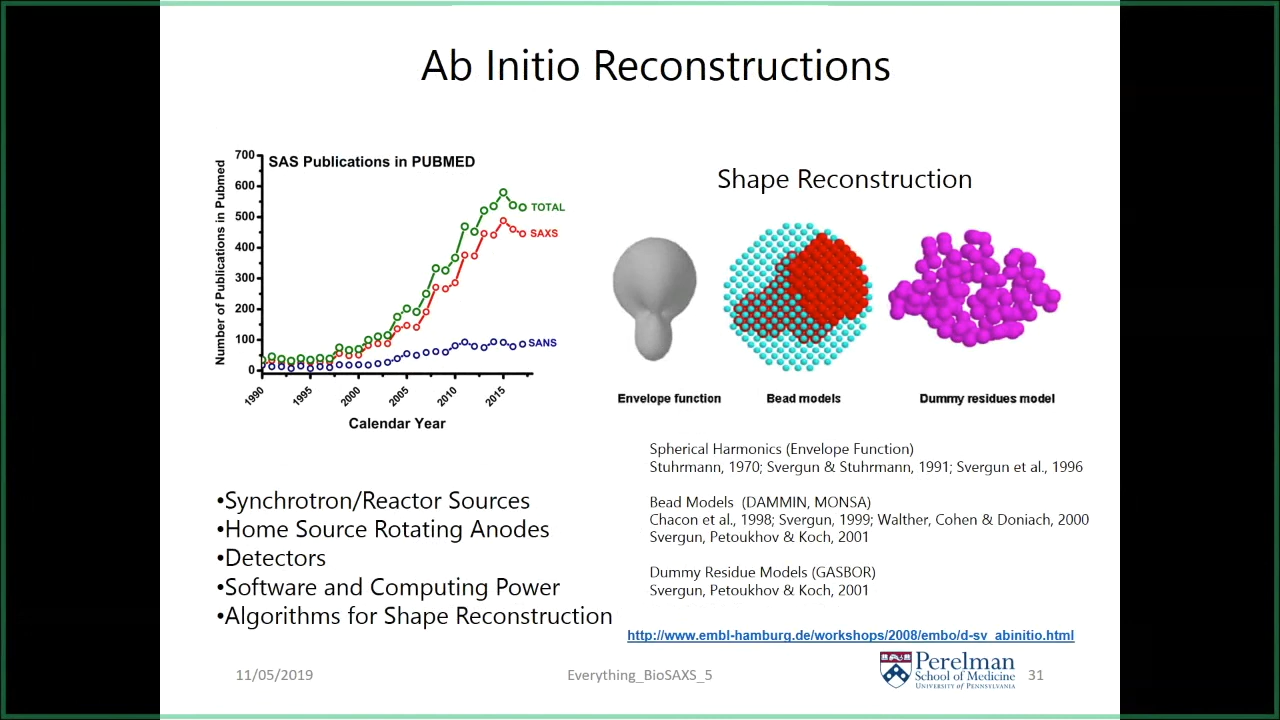 Ab Initio Reconstructions
SAS Publications in PUBMED
Number of Publications in Pubmed
700
600
500
400
300
200
100
0
TOTAL
SAXS
SANS
1990
1995
2000
2005
2010
2015
Calendar Year
Shape Reconstruction
Envelope function
Bead models
Dummy residues model
Spherical Harmonics (Envelope Function)
Stuhrmann, 1970; Svergun & Stuhrmann, 1991; Svergun et al., 1996
Bead Models (DAMMIN, MONSA)
Chacon et al., 1998; Svergun, 1999; Walther, Cohen & Doniach, 2000
Svergun, Petoukhov & Koch, 2001
Dummy Residue Models (GASBOR)
Svergun, Petoukhov & Koch, 2001
•Synchrotron/Reactor Sources
•Home Source Rotating Anodes
•Detectors
•Software and Computing Power
•Algorithms for Shape Reconstruction
http://www.embl-hamburg.de/workshops/2008/embo/d-sv_abinitio.html
11/05/2019
Everything_BioSAXS_5
Perelman
School of Medicine
University of Pennsylvania
31